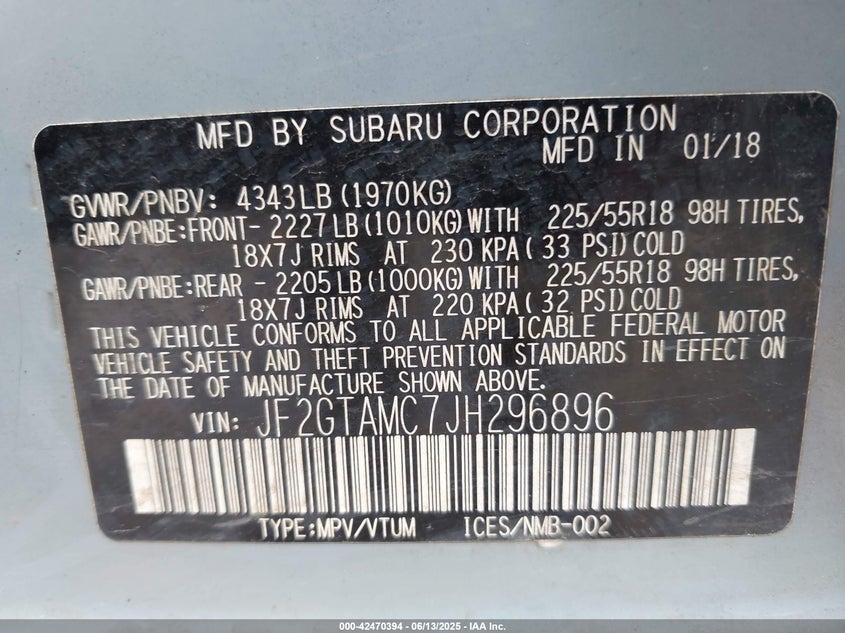 MFD BY SUBARU CORPORATION
MFD IN 01/18
GVWR/PNBV: 4343LB (1970KG)
GAWR/PNBE:FRONT- 2227LB(1010KG)WITH 225/55R18 98H TIRES,
18X7J RIMS AT 230 KPA( 33 PSI)COLD
GAWR/PNBE:REAR - 2205LB(1000KG)WITH 225/55R18 98H TIRES,
18X7J RIMS AT 220 KPA( 32 PSI)COLD
THIS VEHICLE CONFORMS TO ALL APPLICABLE FEDERAL MOTOR
VEHICLE SAFETY AND THEFT PREVENTION STANDARDS IN EFFECT ON
THE DATE OF MANUFACTURE SHOWN ABOVE.
VIN: JF2GTAMC7JH296896
TYPE:MPV/VTUM ICES/NMB-002
000-42470394 - 06/13/2025 - IAA Inc.